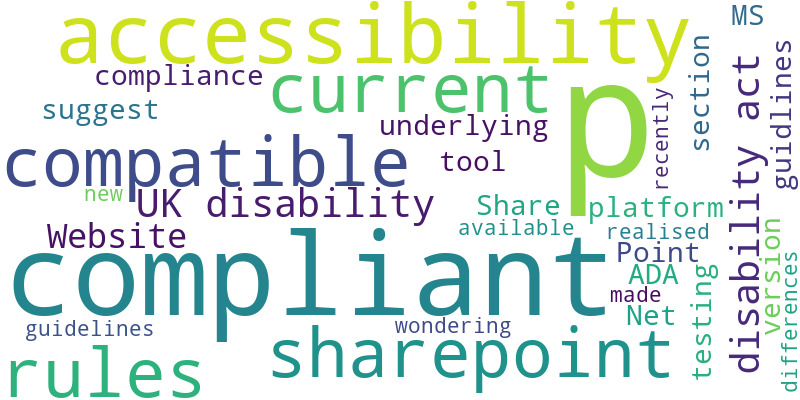 accessibility
MS
compliance
current
p
suggest
underlying
section
recently
disability act
guidlines
compatible
tool
new
UK disability
Share
platform
Website
available
realised
compliant
Point
ADA
made
Net
testing
version
differences
guidelines
wondering
sharepoint
rules